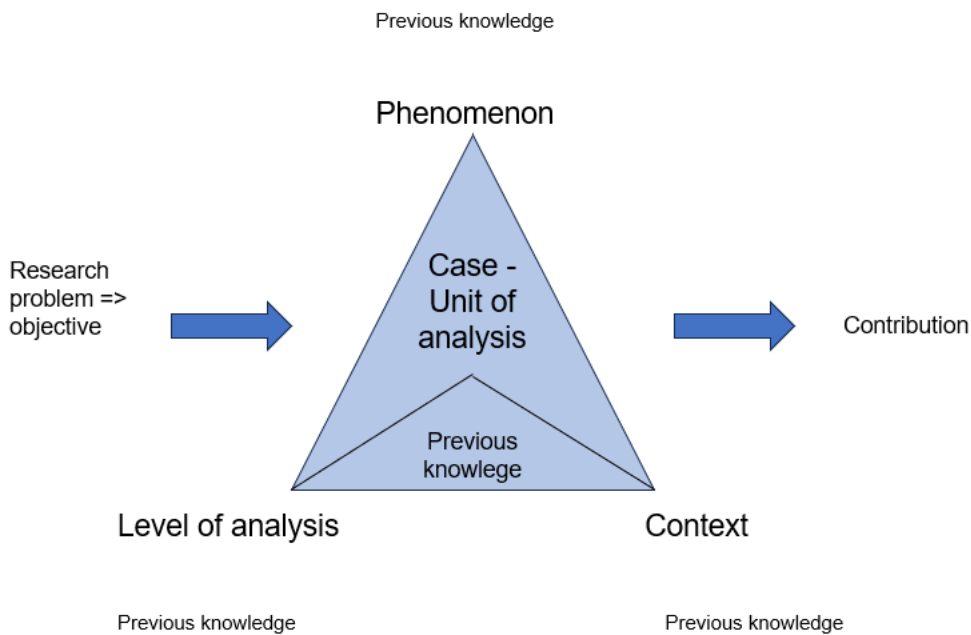 Previous knowledge
Phenomenon
Research
problem =>
objective
Case -
Unit of
analysis
Contribution
Previous
knowlege
Level of analysis
Context
Previous knowledge
Previous knowledge